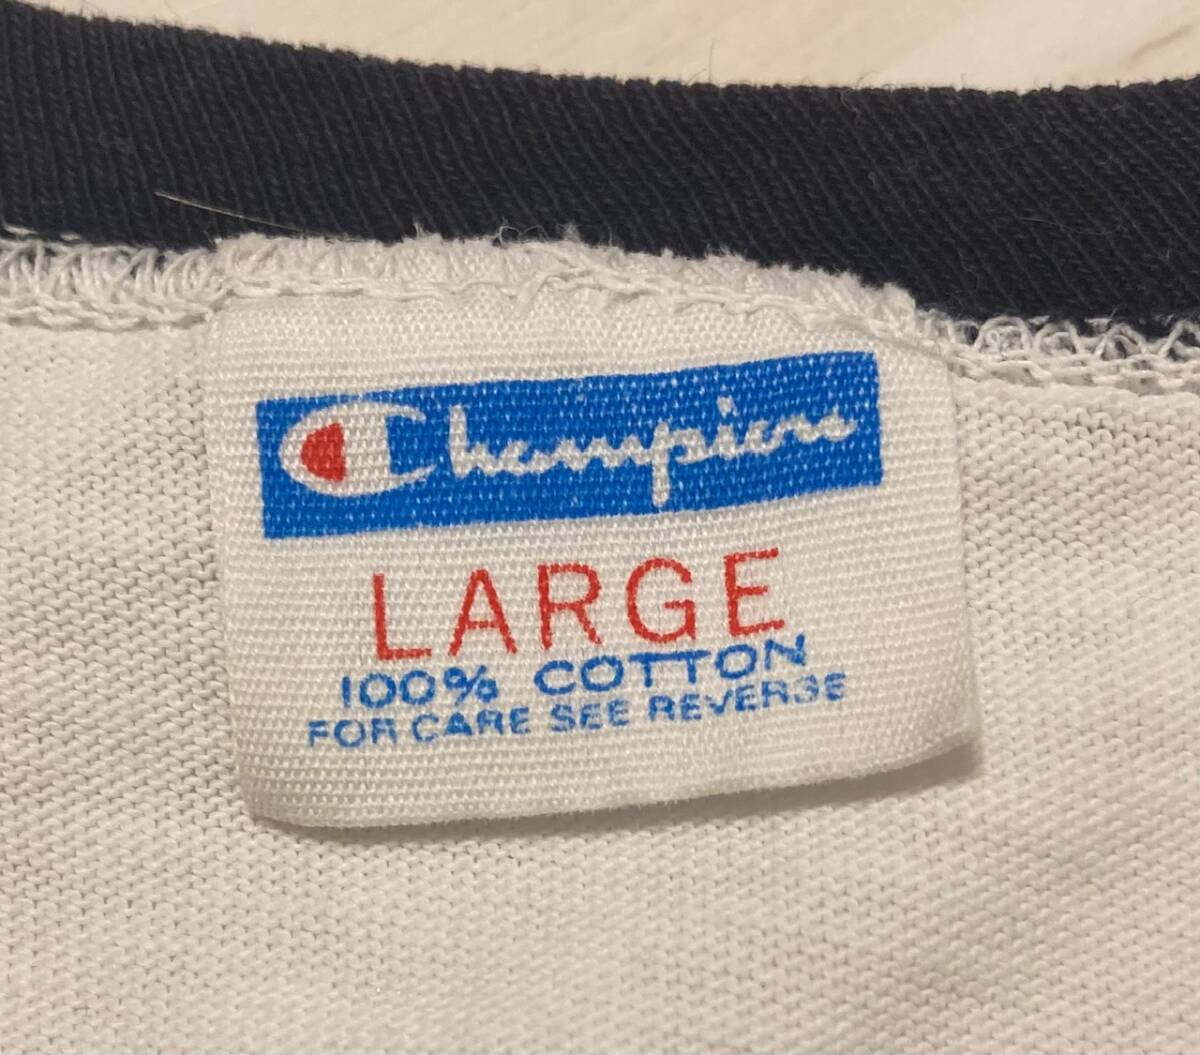 Champion
LARGE
100% COTTON
FOR CARE SEE REVERSE